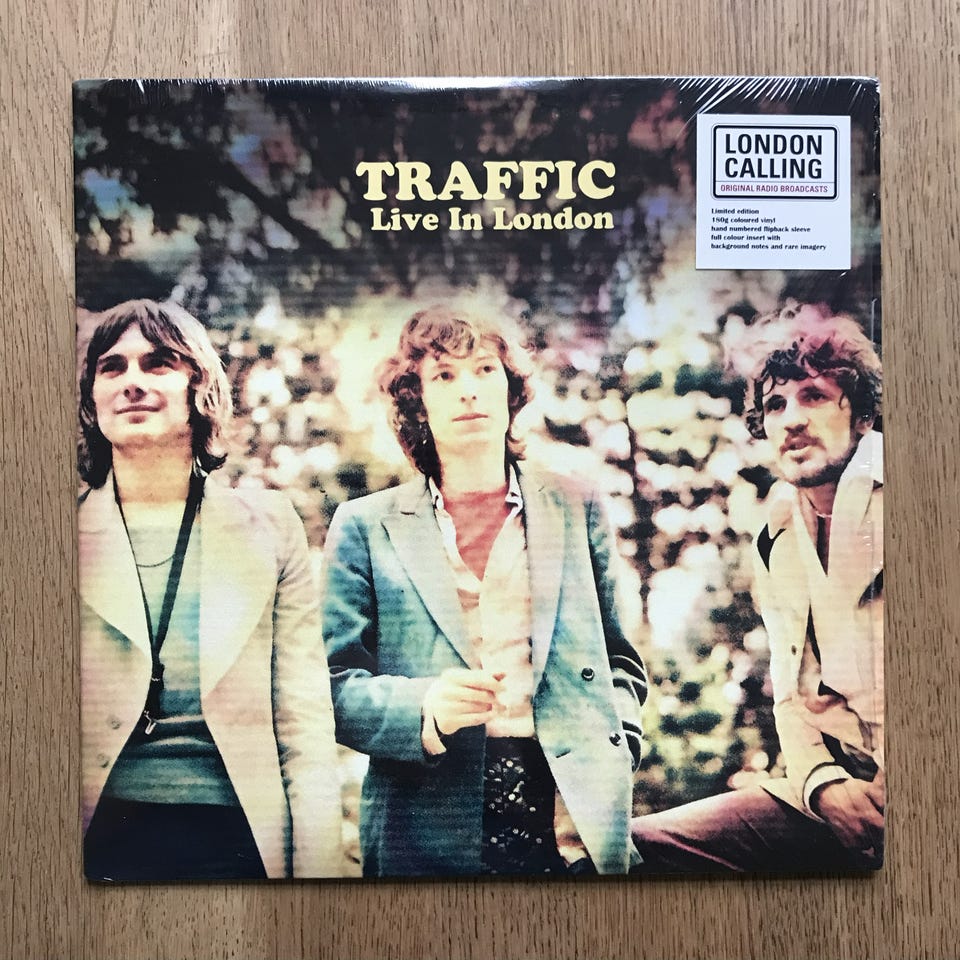 TRAFFIC
Live In London
LONDON
CALLING
ORIGINAL RADIO BROADCASTS
Limited edition
180g coloured vinyl
hand numbered flipback sleeve
full colour insert with
background notes and rare imagery